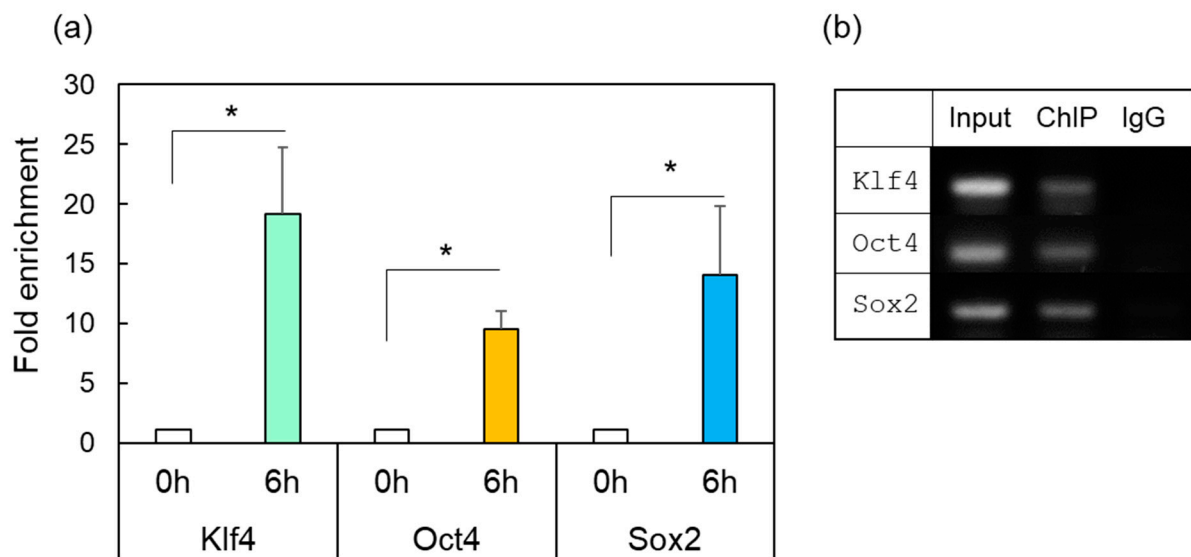 (a)
30
25
20
15
10
5
0
Fold enrichment
*
*
*
0h 6h 0h 6h 0h 6h
Klf4 Oct4 Sox2
(b)
Input ChIP IgG
Klf4
Oct4
Sox2